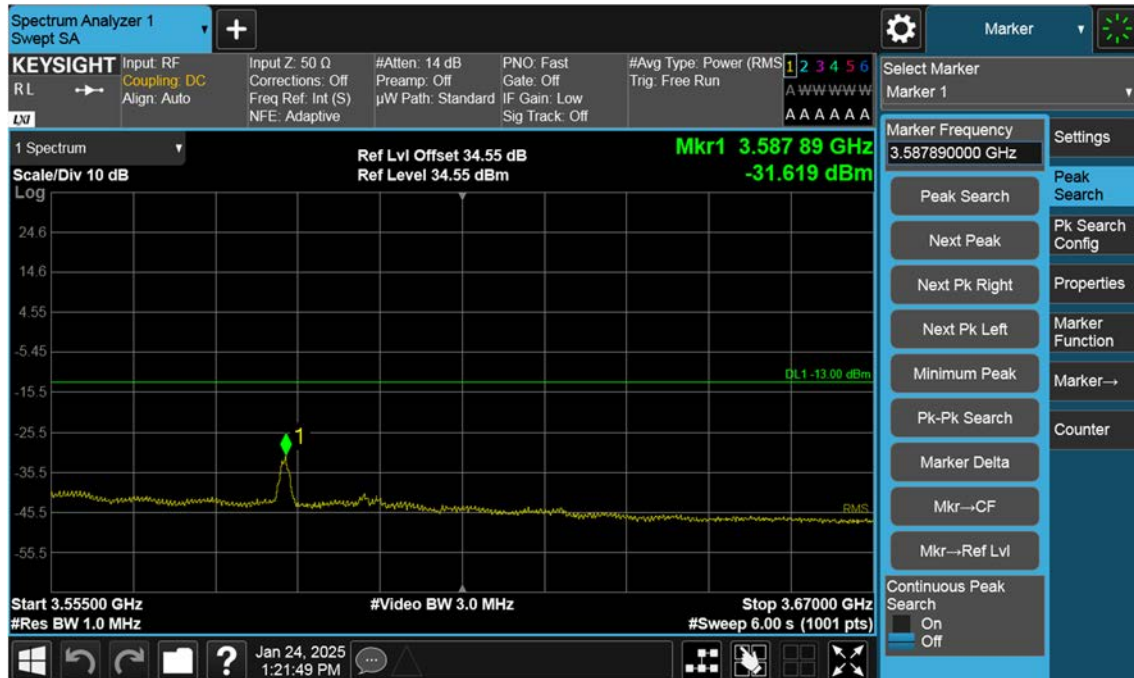 Spectrum Analyzer 1
Swept SA
Marker
KEYSIGHT
RL
LXI
Input: RF
Coupling: DC
Align: Auto
Input Z: 50 Ω
Corrections: Off
Freq Ref: Int (S)
NFE: Adaptive
#Atten: 14 dB
Preamp: Off
µW Path: Standard
PNO: Fast
Gate: Off
IF Gain: Low
Sig Track: Off
#Avg Type: Power (RMS
Trig: Free Run
1 2 3 4 5 6
A W W W W W
A A A A A A
1 Spectrum
Scale/Div 10 dB
Log
Ref Lvl Offset 34.55 dB
Ref Level 34.55 dBm
Mkr1 3.587 89 GHz
-31.619 dBm
24.6
14.6
4.55
-5.45
DL1 -13.00 dBm
-15.5
-25.5
1
-35.5
-45.5
RMS
-55.5
Start 3.55500 GHz
#Res BW 1.0 MHz
#Video BW 3.0 MHz
Stop 3.67000 GHz
#Sweep 6.00 s (1001 pts)
Select Marker
Marker 1
Marker Frequency
3.587890000 GHz
Peak Search
Next Peak
Next Pk Right
Next Pk Left
Minimum Peak
Pk-Pk Search
Marker Delta
Mkr→CF
Mkr→Ref Lvl
Continuous Peak
Search
On
Off
Settings
Peak
Search
Pk Search
Config
Properties
Marker
Function
Marker→
Counter
?
Jan 24, 2025
1:21:49 PM